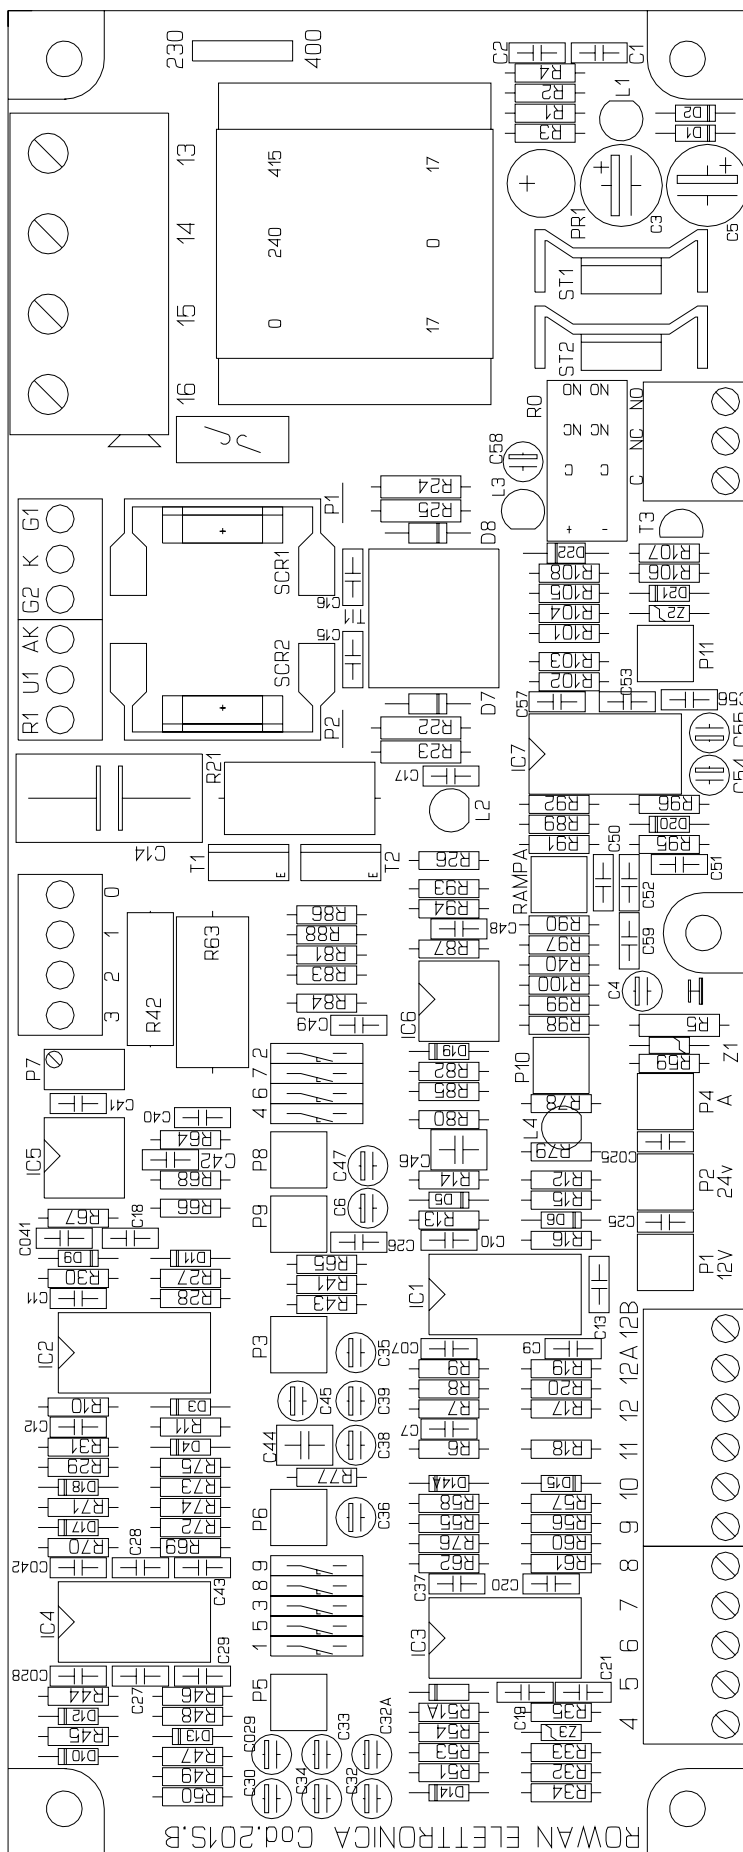 230
400
C2
C1
R4
R2
R1
R3
L1
D2
D1
13
14
15
16
415
240
0
17
0
17
PR1
C3
C5
ST1
ST2
R0
NO NO
NC NC
C C
+ -
C NC NO
C58
L3
T3
G1
K
G2
AK
U1
R1
P1
P2
SCR1
SCR2
C16
TI1
C15
R24
R25
D8
D7
R22
R23
C17
L2
D22
R108
R105
R104
R101
R103
R102
R107
R106
D21
Z2
P11
C57
C53
C56
IC7
C55
C54
R21
C14
T1
E
E
T2
R92
R89
R91
R96
D20
R95
RAMPA
C50
C52
C51
C59
R26
R93
R94
C48
R87
IC6
R90
R97
R40
R100
R99
R98
C4
H
0
1
2
3
R42
R63
R86
R88
R81
R83
R84
C49
P7
C41
IC5
C40
R64
C42
R68
R66
2
7
6
4
D19
R82
R85
R80
C46
R14
D5
R13
C10
P10
R78
L4
R79
R12
R15
D6
R16
R5
Z1
R59
P4
A
C025
P2
24v
C25
P1
12V
P8
P9
C47
C6
C26
R65
R41
R43
R67
C041
C18
D9
D11
R30
R27
C11
R28
IC2
P3
C35
IC1
C13
C07
C9
R9
R8
R7
C7
R6
R19
R20
R17
R18
R10
D3
C12
R11
R31
D4
R29
R75
D18
R73
R71
R74
D17
R72
R70
R69
C45
C39
C44
C38
R77
P6
C36
D14A
R58
R55
R76
R62
D15
R57
R56
R60
R61
12B
12A
12
11
10
9
8
7
6
5
4
C042
C28
C43
IC4
9
8
3
5
1
C37
C20
IC3
C028
C27
C29
P5
C19
C21
R44
R46
D12
R48
R45
D13
D10
R47
R49
R50
C029
C33
C32A
C30
C34
C32
R51A
R54
R53
R51
D14
R35
Z3
R33
R32
R34
ROWAN ELETTRONICA Cod.201S.B